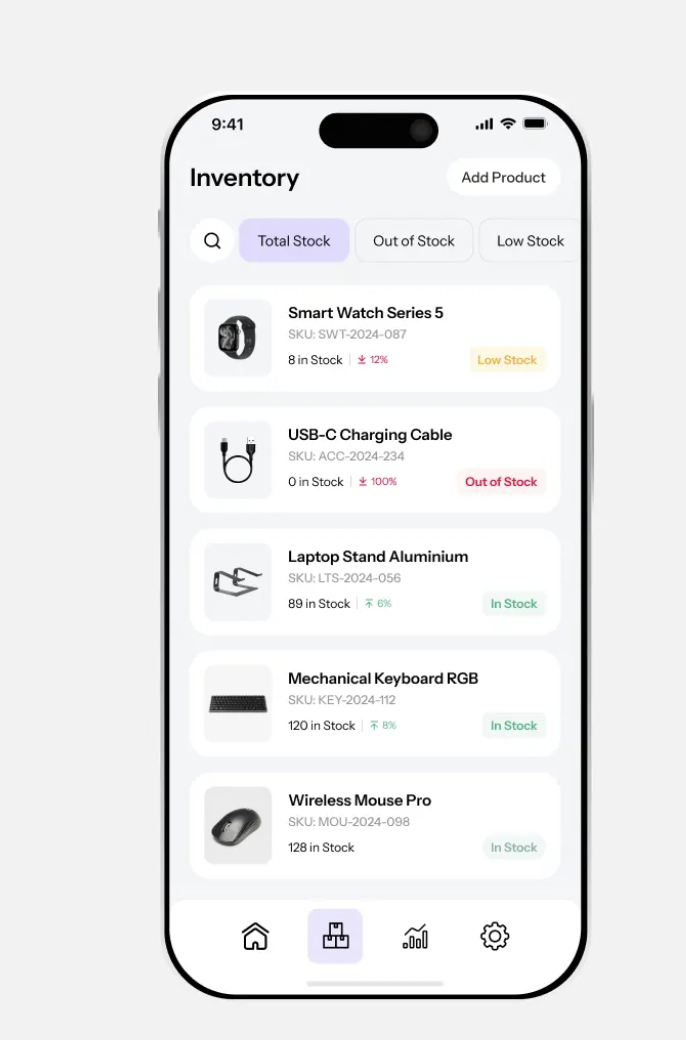 9:41
Inventory
Add Product
Total Stock
Out of Stock
Low Stock
Smart Watch Series 5
SKU: SWT-2024-087
8 in Stock
12%
Low Stock
USB-C Charging Cable
SKU: ACC-2024-234
0 in Stock
100%
Out of Stock
Laptop Stand Aluminium
SKU: LTS-2024-056
89 in Stock
6%
In Stock
Mechanical Keyboard RGB
SKU: KEY-2024-112
120 in Stock
8%
In Stock
Wireless Mouse Pro
SKU: MOU-2024-098
128 in Stock
In Stock